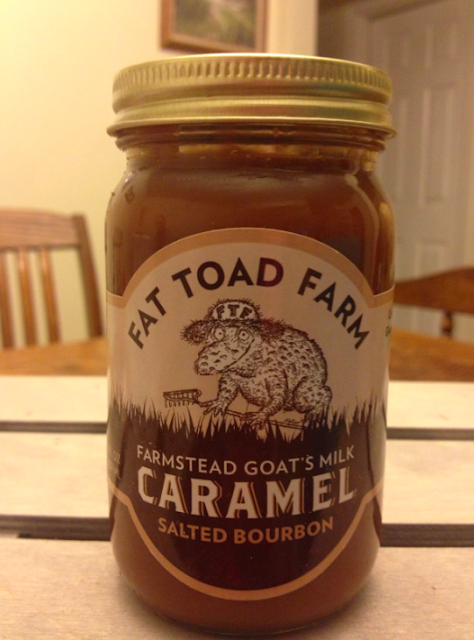 FAT TOAD FARM
FTF
FARMSTEAD GOAT'S MILK
CARAMEL
SALTED BOURBON